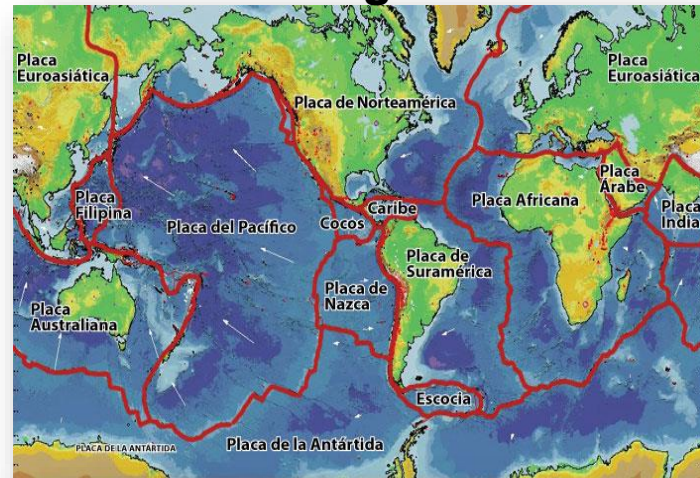 Placa
Euroasiática
Placa de Norteamérica
Placa
Euroasiática
Placa
Filipina
Placa del Pacífico
Cocos
Caribe
Placa Africana
Placa
Árabe
Placa
India
Placa de
Suramérica
Placa de
Nazca
Placa
Australiana
Escocia
Placa de la Antártida
PLACA DE LA ANTÁRTIDA